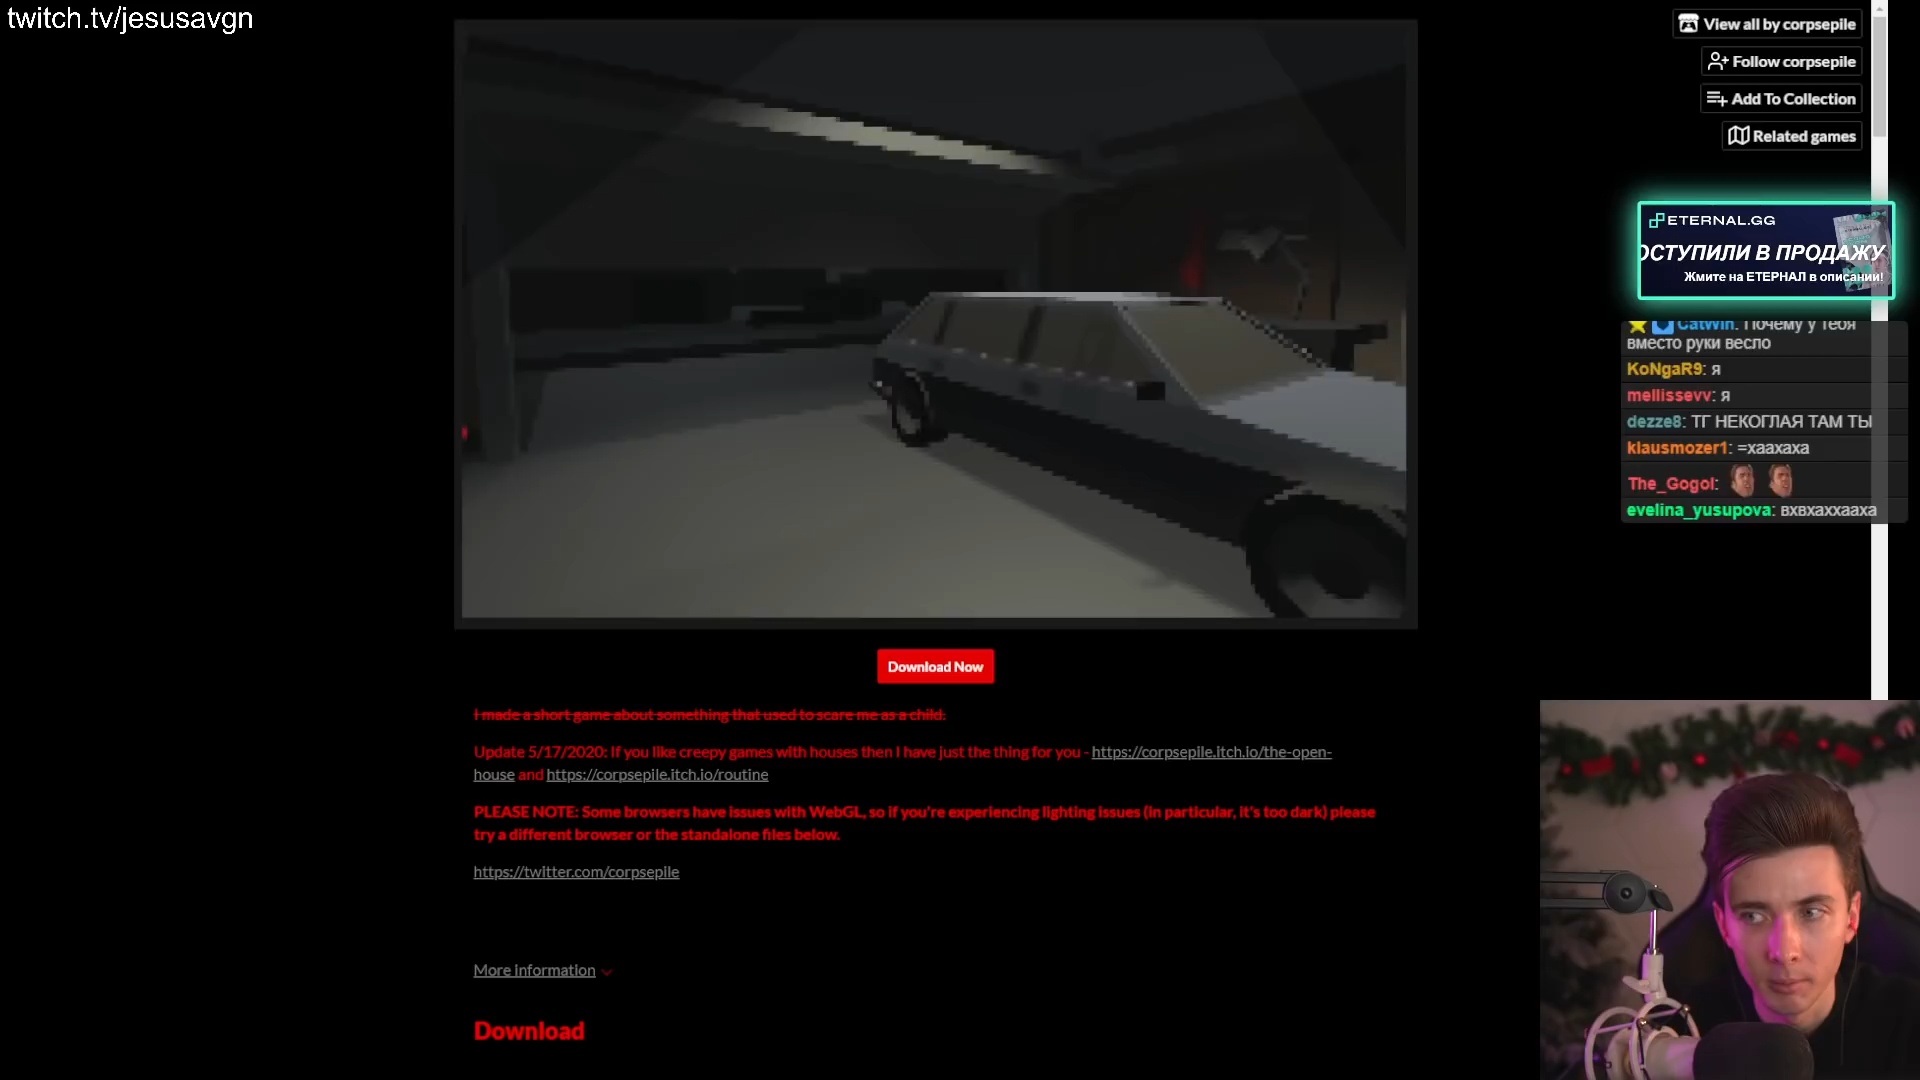 twitch.tv/jesusavgn
View all by corpsepile
Follow corpsepile
Add To Collection
Related games
ETERNAL.GG
ОСТУПИЛИ В ПРОДАЖУ
Жмите на ЕТЕРНАЛ в описании!
CatWin: Почему у тебя
вместо руки весло
KoNgaR9: я
mellissevv: я
dezze8: ТГ НЕКОГЛАЯ ТАМ ТЫ
klausmozer1: =хаахаха
The_Gogol:
evelina_yusupova: вхвхаххааха
Download Now
I made a short game about something that used to scare me as a child.
Update 5/17/2020: If you like creepy games with houses then I have just the thing for you - https://corpsepile.itch.io/the-open-
house and https://corpsepile.itch.io/routine
PLEASE NOTE: Some browsers have issues with WebGL, so if you're experiencing lighting issues (in particular, it's too dark) please
try a different browser or the standalone files below.
https://twitter.com/corpsepile
More information
Download